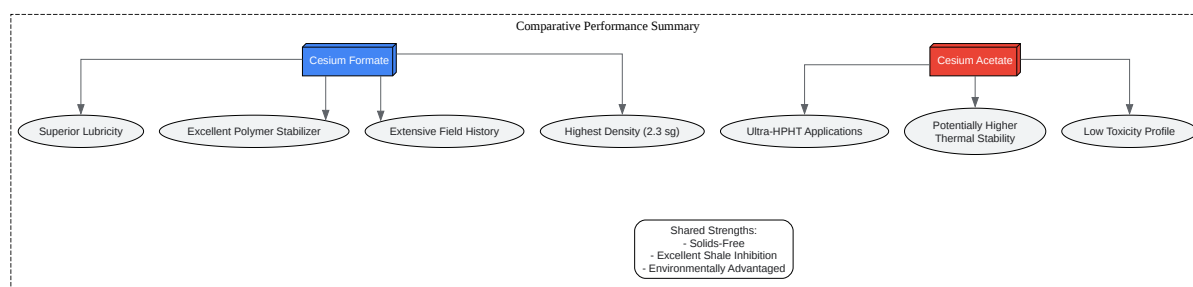 Comparative Performance Summary
Cesium Formate
Cesium Acetate
Superior Lubricity
Excellent Polymer Stabilizer
Extensive Field History
Highest Density (2.3 sg)
Ultra-HPHT Applications
Potentially Higher
Thermal Stability
Low Toxicity Profile
Shared Strengths:
- Solids-Free
- Excellent Shale Inhibition
- Environmentally Advantaged